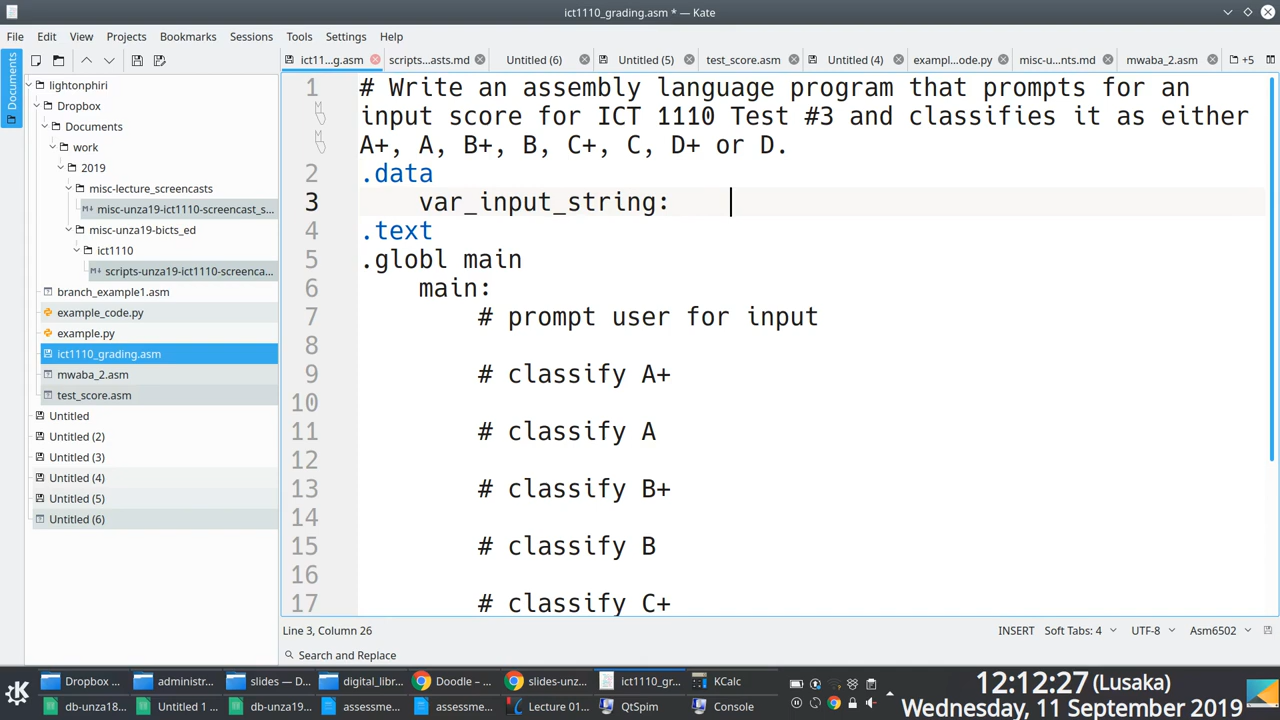 ict1110_grading.asm * — Kate
File Edit View Projects Bookmarks Sessions Tools Settings Help
Documents
ict11...g.asm scripts...asts.md Untitled (6) Untitled (5) test_score.asm Untitled (4) exampl...ode.py misc-u...nts.md mwaba_2.asm +5
lightonphiri
Dropbox
Documents
work
2019
misc-lecture_screencasts
misc-unza19-ict1110-screencast_s...
misc-unza19-bicts_ed
ict1110
scripts-unza19-ict1110-screenca...
branch_example1.asm
example_code.py
example.py
ict1110_grading.asm
mwaba_2.asm
test_score.asm
Untitled
Untitled (2)
Untitled (3)
Untitled (4)
Untitled (5)
Untitled (6)
1 # Write an assembly language program that prompts for an
input score for ICT 1110 Test #3 and classifies it as either
A+, A, B+, B, C+, C, D+ or D.
2 .data
3 var_input_string:
4 .text
5 .globl main
6 main:
7 # prompt user for input
8
9 # classify A+
10
11 # classify A
12
13 # classify B+
14
15 # classify B
16
17 # classify C+
Line 3, Column 26 INSERT Soft Tabs: 4 UTF-8 Asm6502
Search and Replace
Dropbox ... administr... slides — D... digital_libr... Doodle – ... slides-unz... ict1110_gr... KCalc
db-unza18... Untitled 1 ... db-unza19... assessme... assessme... Lecture 01... QtSpim Console
12:12:27 (Lusaka)
Wednesday, 11 September 2019